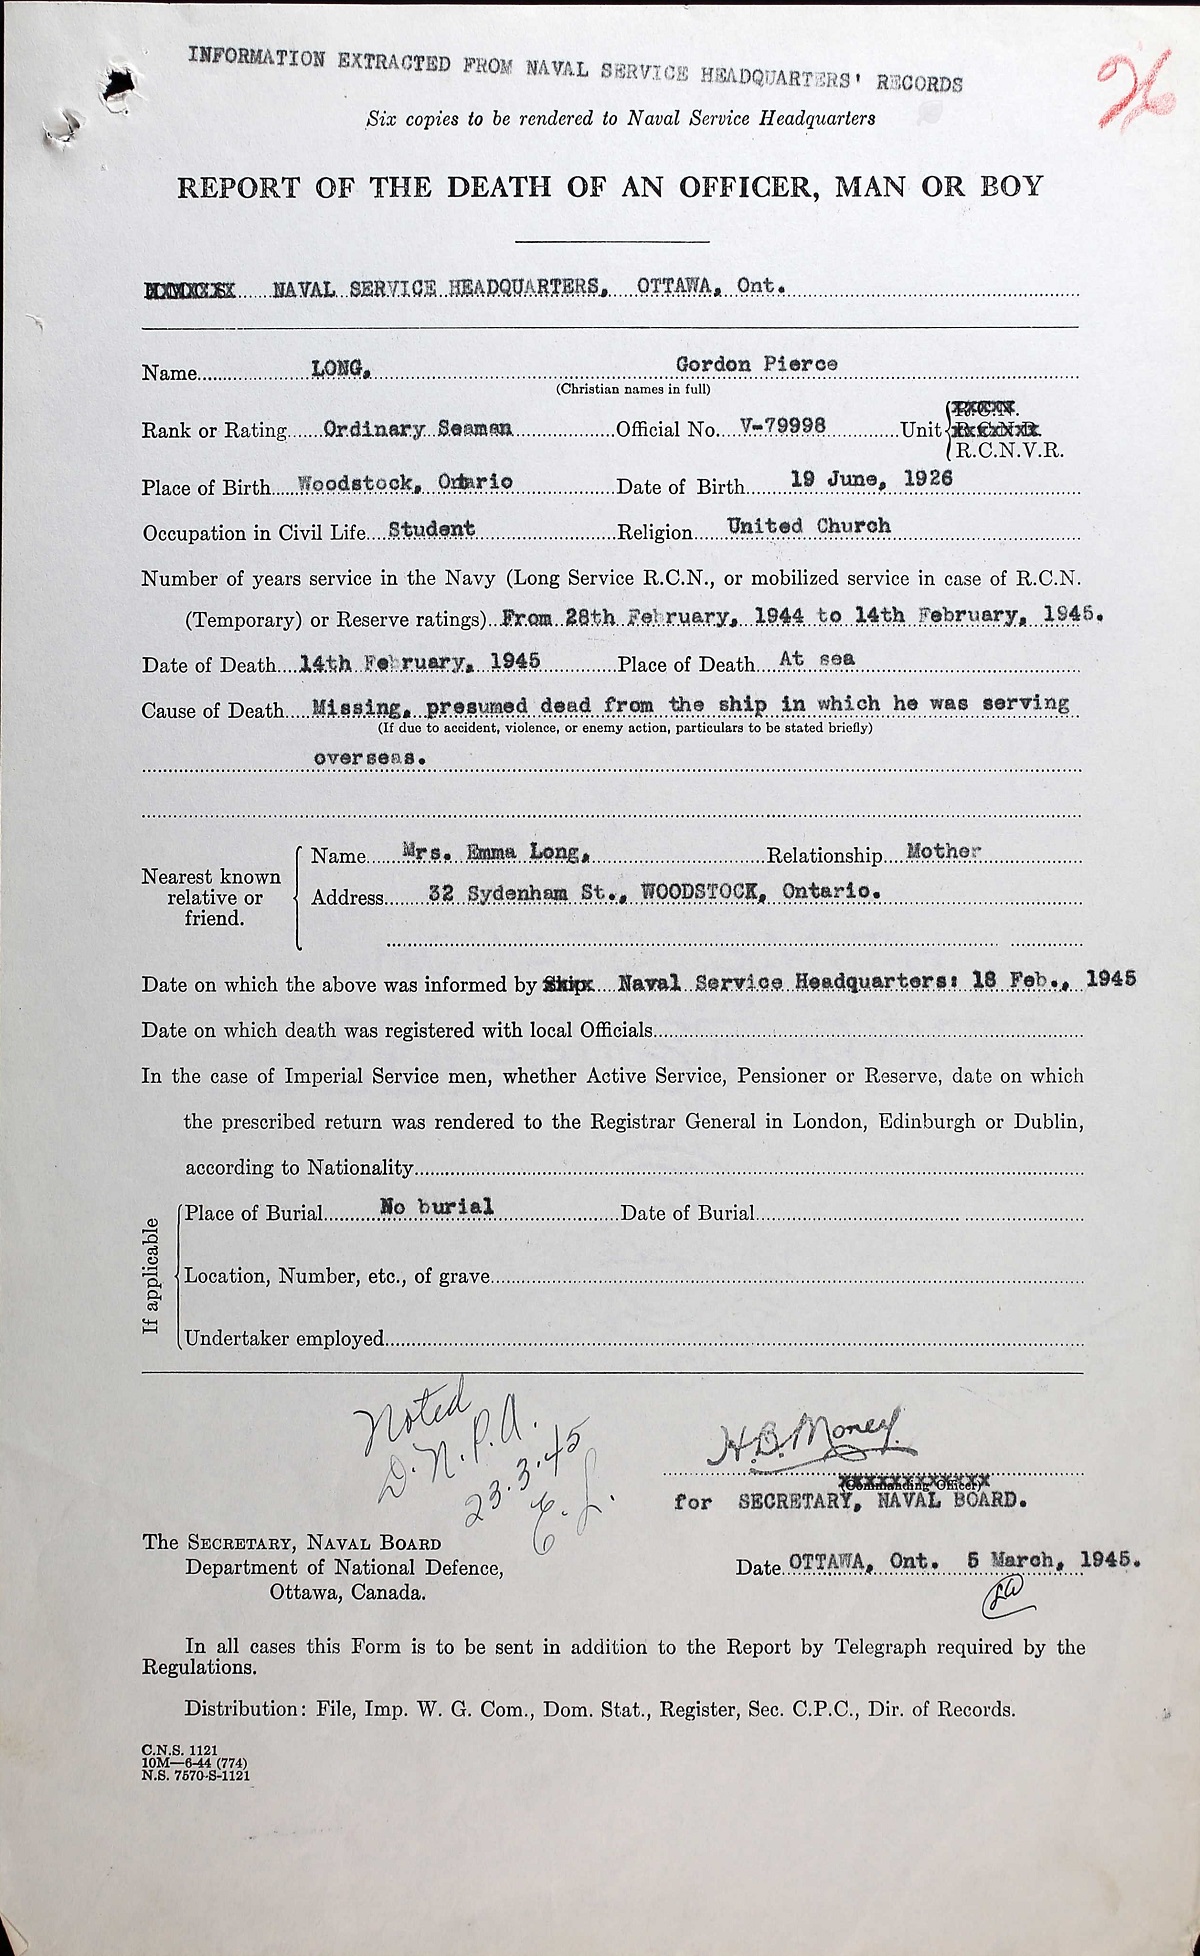 INFORMATION EXTRACTED FROM NAVAL SERVICE HEADQUARTERS' RECORDS
26
Six copies to be rendered to Naval Service Headquarters
REPORT OF THE DEATH OF AN OFFICER, MAN OR BOY
NAVAL SERVICE HEADQUARTERS, OTTAWA, Ont.
Name LONG, Gordon Pierce
(Christian names in full)
R.C.N.
Rank or Rating Ordinary Seaman Official No. V-79998 Unit R.C.N.R.
R.C.N.V.R.
Place of Birth Woodstock, Ontario Date of Birth 19 June, 1926
Occupation in Civil Life Student Religion United Church
Number of years service in the Navy (Long Service R.C.N., or mobilized service in case of R.C.N.
(Temporary) or Reserve ratings) From 28th February, 1944 to 14th February, 1945.
Date of Death 14th February, 1945 Place of Death At sea
Cause of Death Missing, presumed dead from the ship in which he was serving
(If due to accident, violence, or enemy action, particulars to be stated briefly)
overseas.
Nearest known relative or friend.
Name Mrs. Emma Long, Relationship Mother
Address 32 Sydenham St., WOODSTOCK, Ontario.
Date on which the above was informed by Ship Naval Service Headquarters: 18 Feb., 1945
Date on which death was registered with local Officials
In the case of Imperial Service men, whether Active Service, Pensioner or Reserve, date on which
the prescribed return was rendered to the Registrar General in London, Edinburgh or Dublin,
according to Nationality
If applicable
Place of Burial No burial Date of Burial
Location, Number, etc., of grave
Undertaker employed
Noted
D.N.P.A.
23.3.45
E.L.
H.B. Money
(Commanding Officer)
for SECRETARY, NAVAL BOARD.
The SECRETARY, NAVAL BOARD
Department of National Defence,
Ottawa, Canada.
Date OTTAWA, Ont. 5 March, 1945.
In all cases this Form is to be sent in addition to the Report by Telegraph required by the
Regulations.
Distribution: File, Imp. W. G. Com., Dom. Stat., Register, Sec. C.P.C., Dir. of Records.
C.N.S. 1121
10M—6-44 (774)
N.S. 7570-S-1121